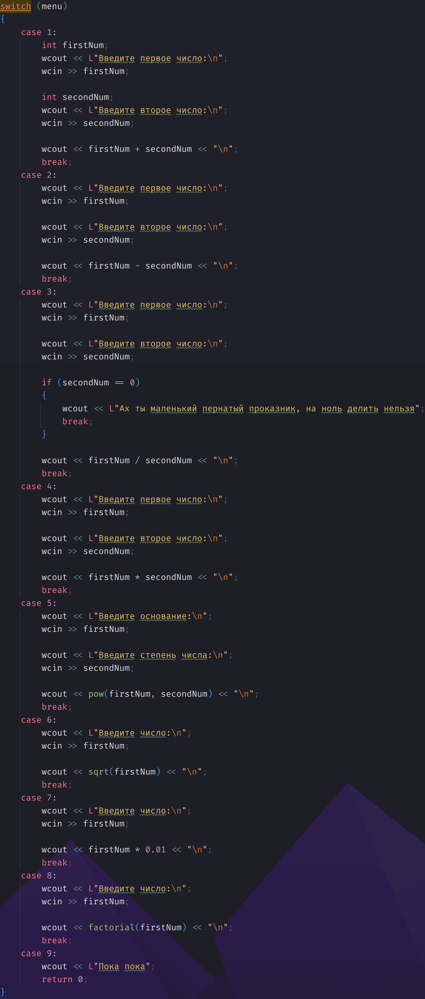 switch (menu)
{
    case 1:
        int firstNum;
        wcout << L"Введите первое число:\n";
        wcin >> firstNum;

        int secondNum;
        wcout << L"Введите второе число:\n";
        wcin >> secondNum;

        wcout << firstNum + secondNum << "\n";
        break;
    case 2:
        wcout << L"Введите первое число:\n";
        wcin >> firstNum;

        wcout << L"Введите второе число:\n";
        wcin >> secondNum;

        wcout << firstNum - secondNum << "\n";
        break;
    case 3:
        wcout << L"Введите первое число:\n";
        wcin >> firstNum;

        wcout << L"Введите второе число:\n";
        wcin >> secondNum;

        if (secondNum == 0)
        {
            wcout << L"Ах ты маленький пернатый проказник, на ноль делить нельзя";
            break;
        }

        wcout << firstNum / secondNum << "\n";
        break;
    case 4:
        wcout << L"Введите первое число:\n";
        wcin >> firstNum;

        wcout << L"Введите второе число:\n";
        wcin >> secondNum;

        wcout << firstNum * secondNum << "\n";
        break;
    case 5:
        wcout << L"Введите основание:\n";
        wcin >> firstNum;

        wcout << L"Введите степень числа:\n";
        wcin >> secondNum;

        wcout << pow(firstNum, secondNum) << "\n";
        break;
    case 6:
        wcout << L"Введите число:\n";
        wcin >> firstNum;

        wcout << sqrt(firstNum) << "\n";
        break;
    case 7:
        wcout << L"Введите число:\n";
        wcin >> firstNum;

        wcout << firstNum * 0.01 << "\n";
        break;
    case 8:
        wcout << L"Введите число:\n";
        wcin >> firstNum;

        wcout << factorial(firstNum) << "\n";
        break;
    case 9:
        wcout << L"Пока пока";
        return 0;
}